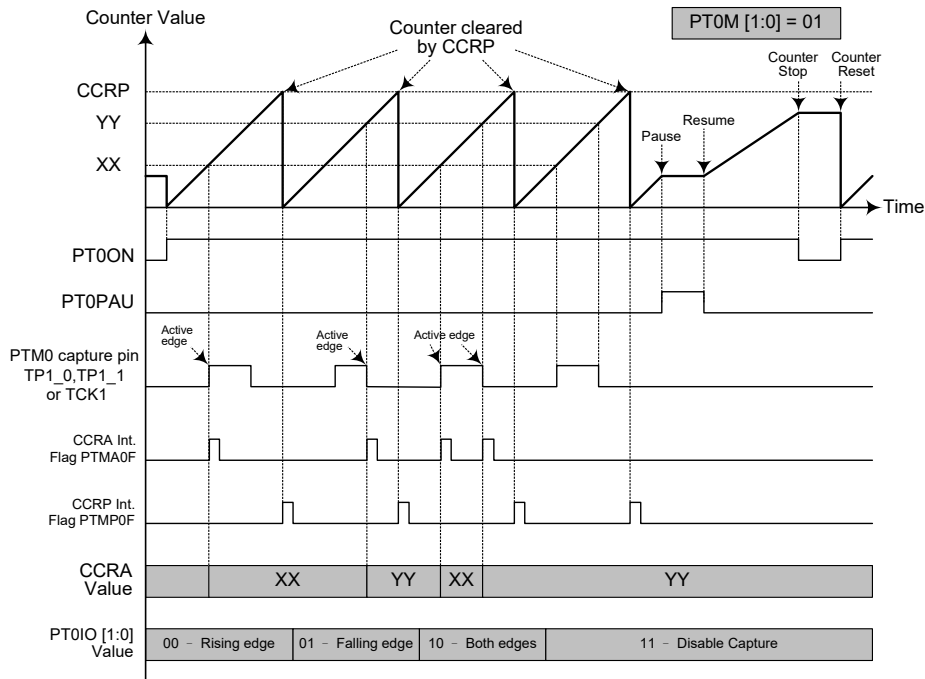 Counter Value
PT0M [1:0] = 01
Counter cleared
by CCRP
Counter
Stop
Counter
Reset
CCRP
YY
XX
Pause
Resume
Time
PT0ON
PT0PAU
Active
edge
Active
edge
Active edge
PTM0 capture pin
TP1_0,TP1_1
or TCK1
CCRA Int.
Flag PTMA0F
CCRP Int.
Flag PTMP0F
CCRA
Value
XX
YY
XX
YY
PT0IO [1:0]
Value
00 – Rising edge
01 – Falling edge
10 – Both edges
11 – Disable Capture